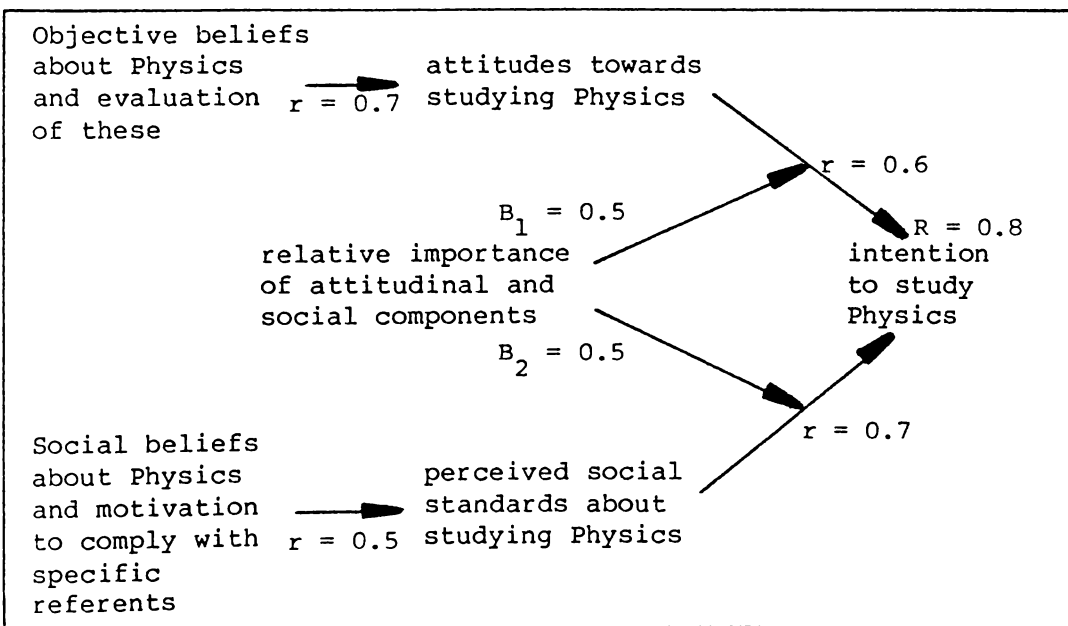 Objective beliefs
about Physics
and evaluation
of these
r = 0.7
attitudes towards
studying Physics
r = 0.6
B1 = 0.5
relative importance
of attitudinal and
social components
B2 = 0.5
R = 0.8
intention
to study
Physics
r = 0.7
Social beliefs
about Physics
and motivation
to comply with
specific
referents
r = 0.5
perceived social
standards about
studying Physics